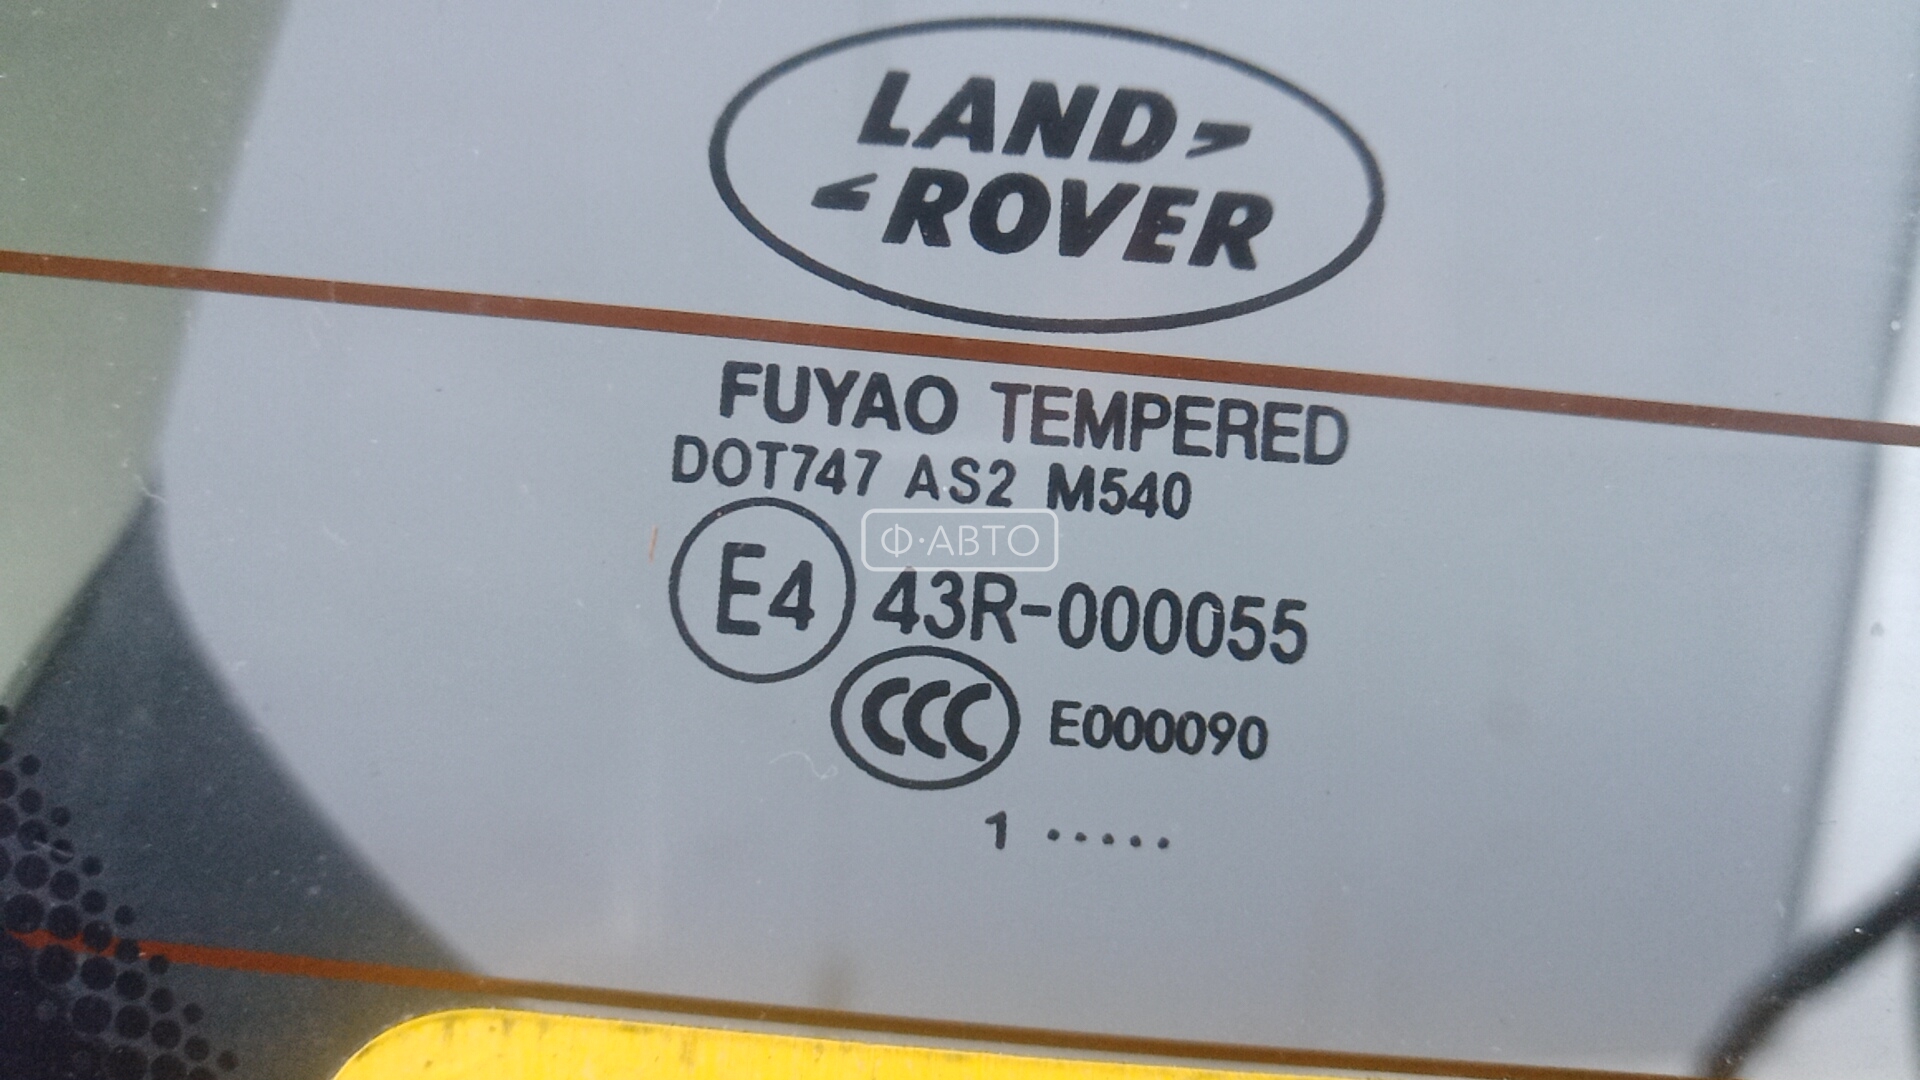 LAND
ROVER
FUYAO TEMPERED
DOT747 AS2 M540
Ф·АВТО
E4 43R-000055
CCC E000090
1 .....